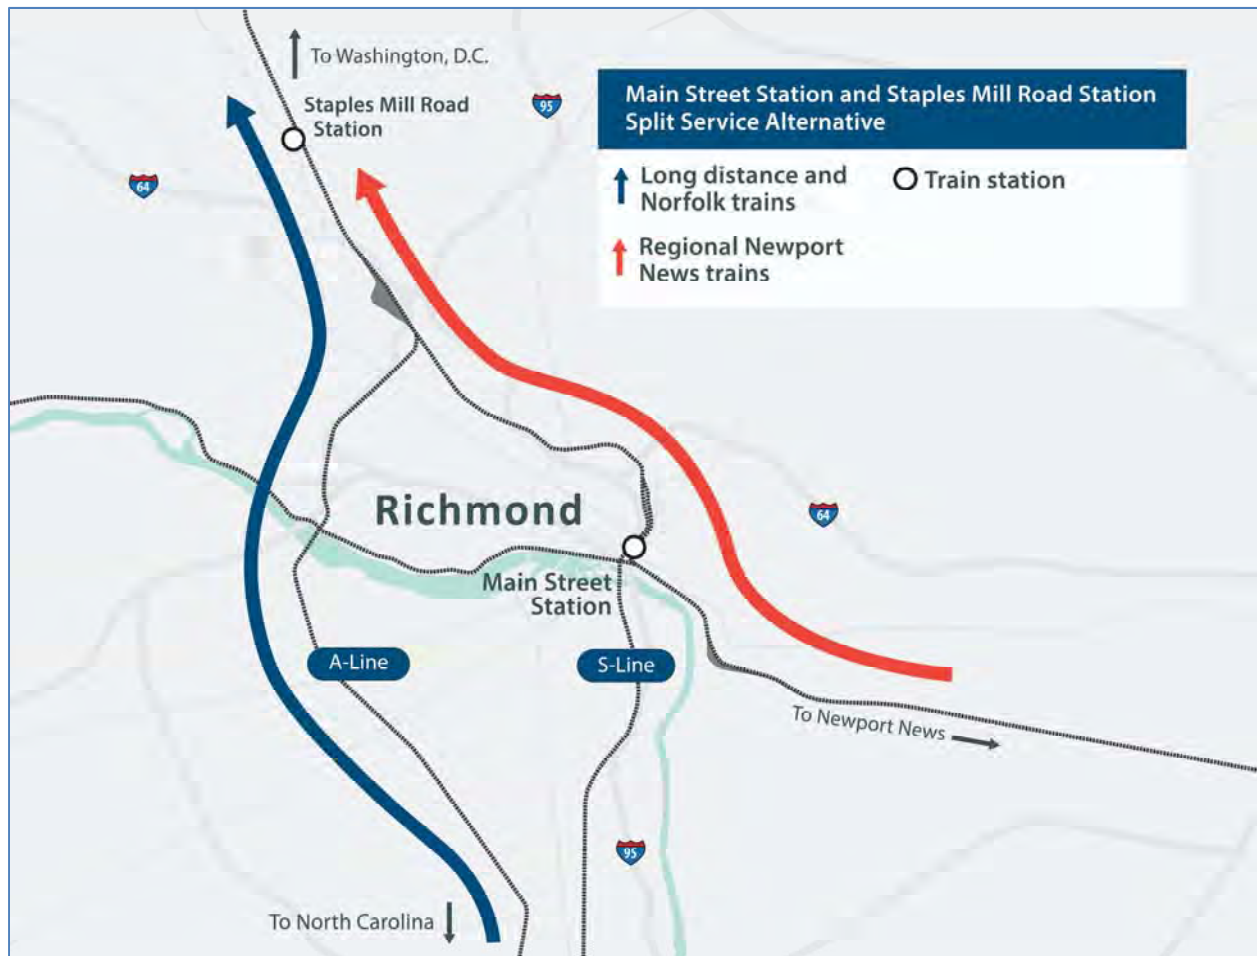 To Washington, D.C.
Staples Mill Road
Station
95
64
Main Street Station and Staples Mill Road Station
Split Service Alternative
Long distance and
Norfolk trains
Train station
Regional Newport
News trains
Richmond
64
Main Street
Station
A-Line
S-Line
To Newport News
95
To North Carolina